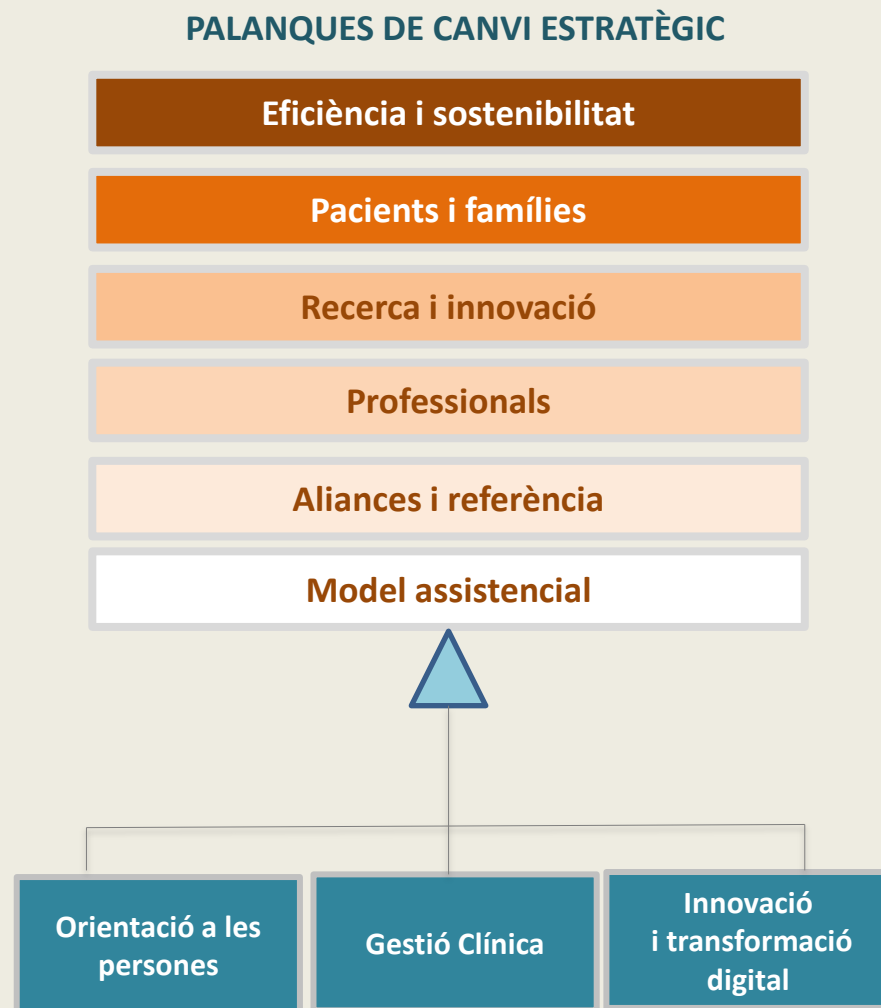 PALANQUES DE CANVI ESTRATÈGIC
Eficiència i sostenibilitat
Pacients i famílies
Recerca i innovació
Professionals
Aliances i referència
Model assistencial
Orientació a les
persones
Gestió Clínica
Innovació
i transformació
digital